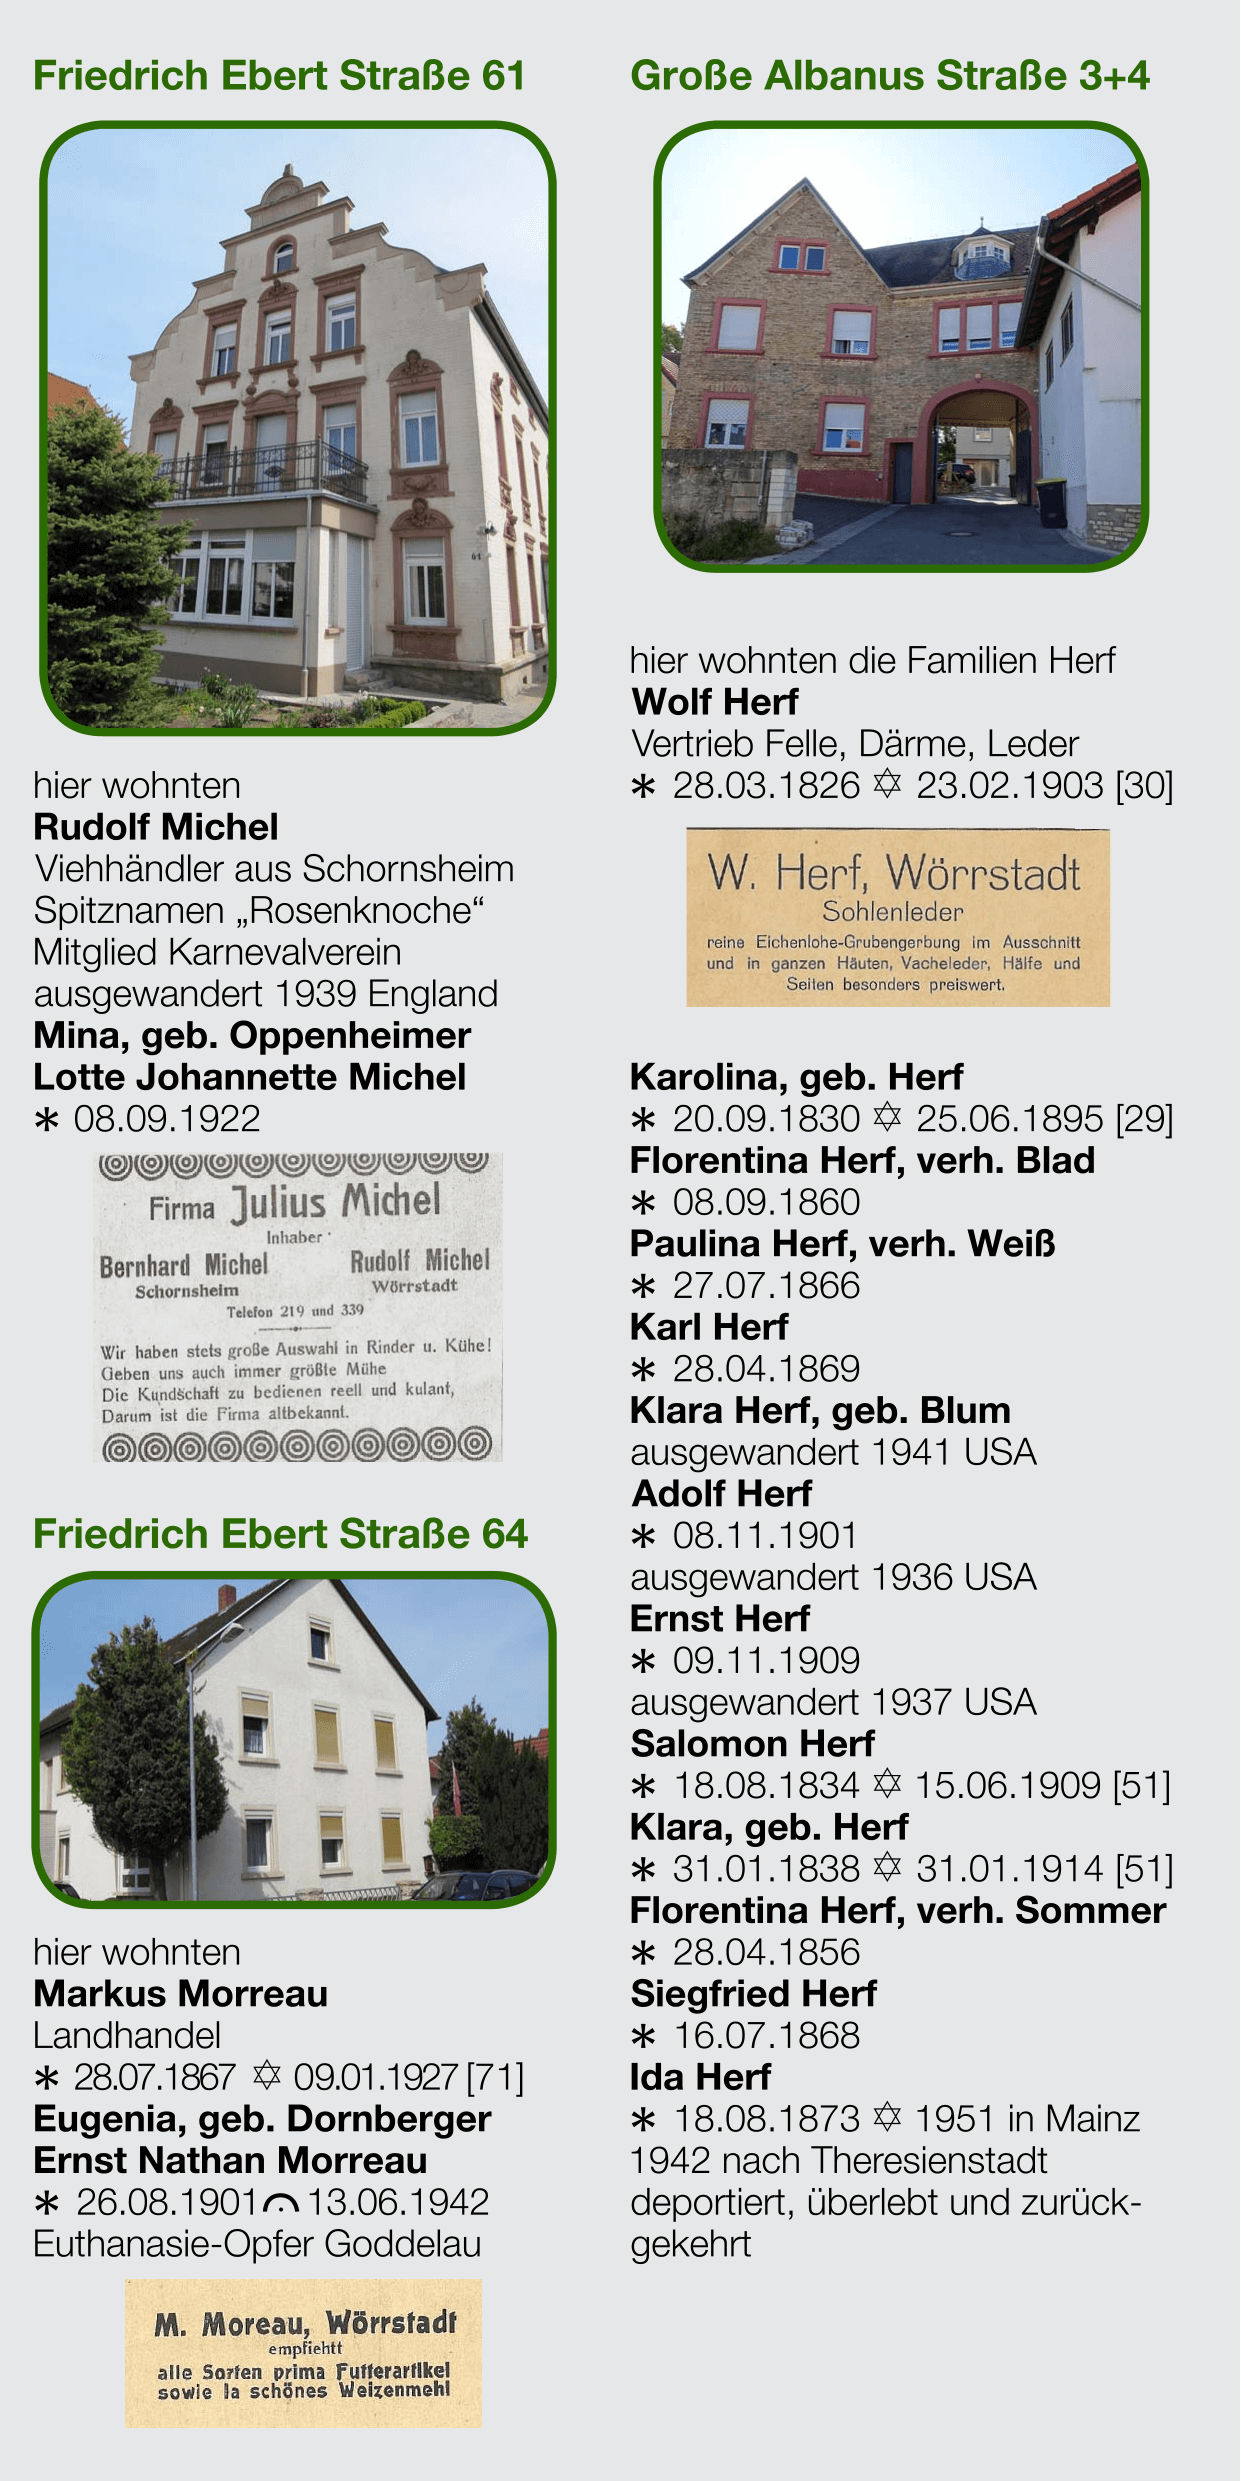 Friedrich Ebert Straße 61
61
hier wohnten
Rudolf Michel
Viehhändler aus Schornsheim
Spitznamen „Rosenknoche“
Mitglied Karnevalverein
ausgewandert 1939 England
Mina, geb. Oppenheimer
Lotte Johannette Michel
* 08.09.1922
Firma Julius Michel
Inhaber
Bernhard Michel Rudolf Michel
Schornsheim Wörrstadt
Telefon 219 und 339
Wir haben stets große Auswahl in Rinder u. Kühe!
Geben uns auch immer größte Mühe
Die Kundschaft zu bedienen reell und kulant,
Darum ist die Firma altbekannt.
Friedrich Ebert Straße 64
hier wohnten
Markus Morreau
Landhandel
* 28.07.1867 ✡ 09.01.1927 [71]
Eugenia, geb. Dornberger
Ernst Nathan Morreau
* 26.08.1901 𝄐 13.06.1942
Euthanasie-Opfer Goddelau
M. Moreau, Wörrstadt
empfiehtt
alle Sorten prima Futterartikel
sowie Ia schönes Weizenmehl
Große Albanus Straße 3+4
hier wohnten die Familien Herf
Wolf Herf
Vertrieb Felle, Därme, Leder
* 28.03.1826 ✡ 23.02.1903 [30]
W. Herf, Wörrstadt
Sohlenleder
reine Eichenlohe-Grubengerbung im Ausschnitt
und in ganzen Häuten, Vacheleder, Hälfe und
Seiten besonders preiswert.
Karolina, geb. Herf
* 20.09.1830 ✡ 25.06.1895 [29]
Florentina Herf, verh. Blad
* 08.09.1860
Paulina Herf, verh. Weiß
* 27.07.1866
Karl Herf
* 28.04.1869
Klara Herf, geb. Blum
ausgewandert 1941 USA
Adolf Herf
* 08.11.1901
ausgewandert 1936 USA
Ernst Herf
* 09.11.1909
ausgewandert 1937 USA
Salomon Herf
* 18.08.1834 ✡ 15.06.1909 [51]
Klara, geb. Herf
* 31.01.1838 ✡ 31.01.1914 [51]
Florentina Herf, verh. Sommer
* 28.04.1856
Siegfried Herf
* 16.07.1868
Ida Herf
* 18.08.1873 ✡ 1951 in Mainz
1942 nach Theresienstadt
deportiert, überlebt und zurück-
gekehrt